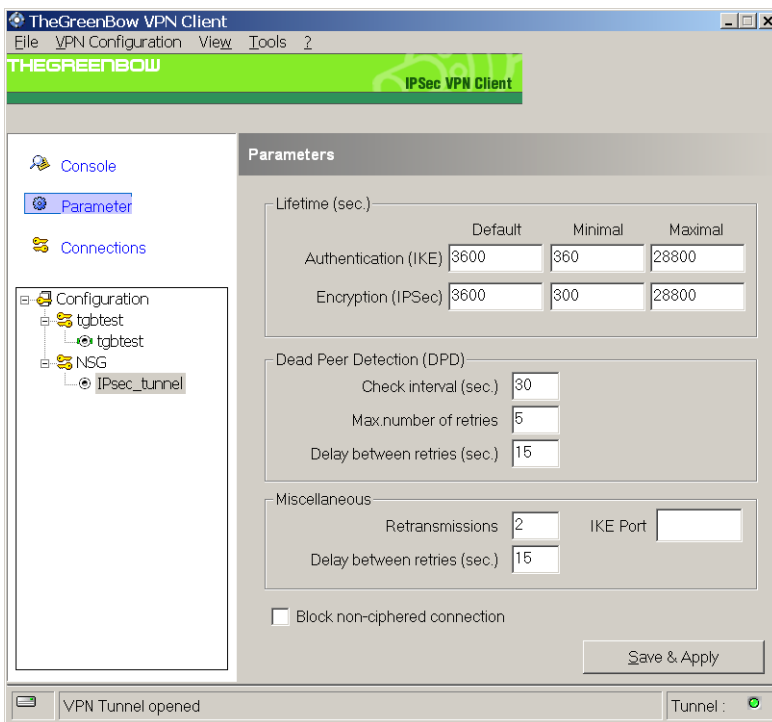 TheGreenBow VPN Client
File VPN Configuration View Tools ?
THEGREENBOW
IPSec VPN Client
Console
Parameter
Connections
Configuration
tgbtest
tgbtest
NSG
IPsec_tunnel
Parameters
Lifetime (sec.)
Default Minimal Maximal
Authentication (IKE) 3600 360 28800
Encryption (IPSec) 3600 300 28800
Dead Peer Detection (DPD)
Check interval (sec.) 30
Max.number of retries 5
Delay between retries (sec.) 15
Miscellaneous
Retransmissions 2 IKE Port
Delay between retries (sec.) 15
Block non-ciphered connection
Save & Apply
VPN Tunnel opened Tunnel :